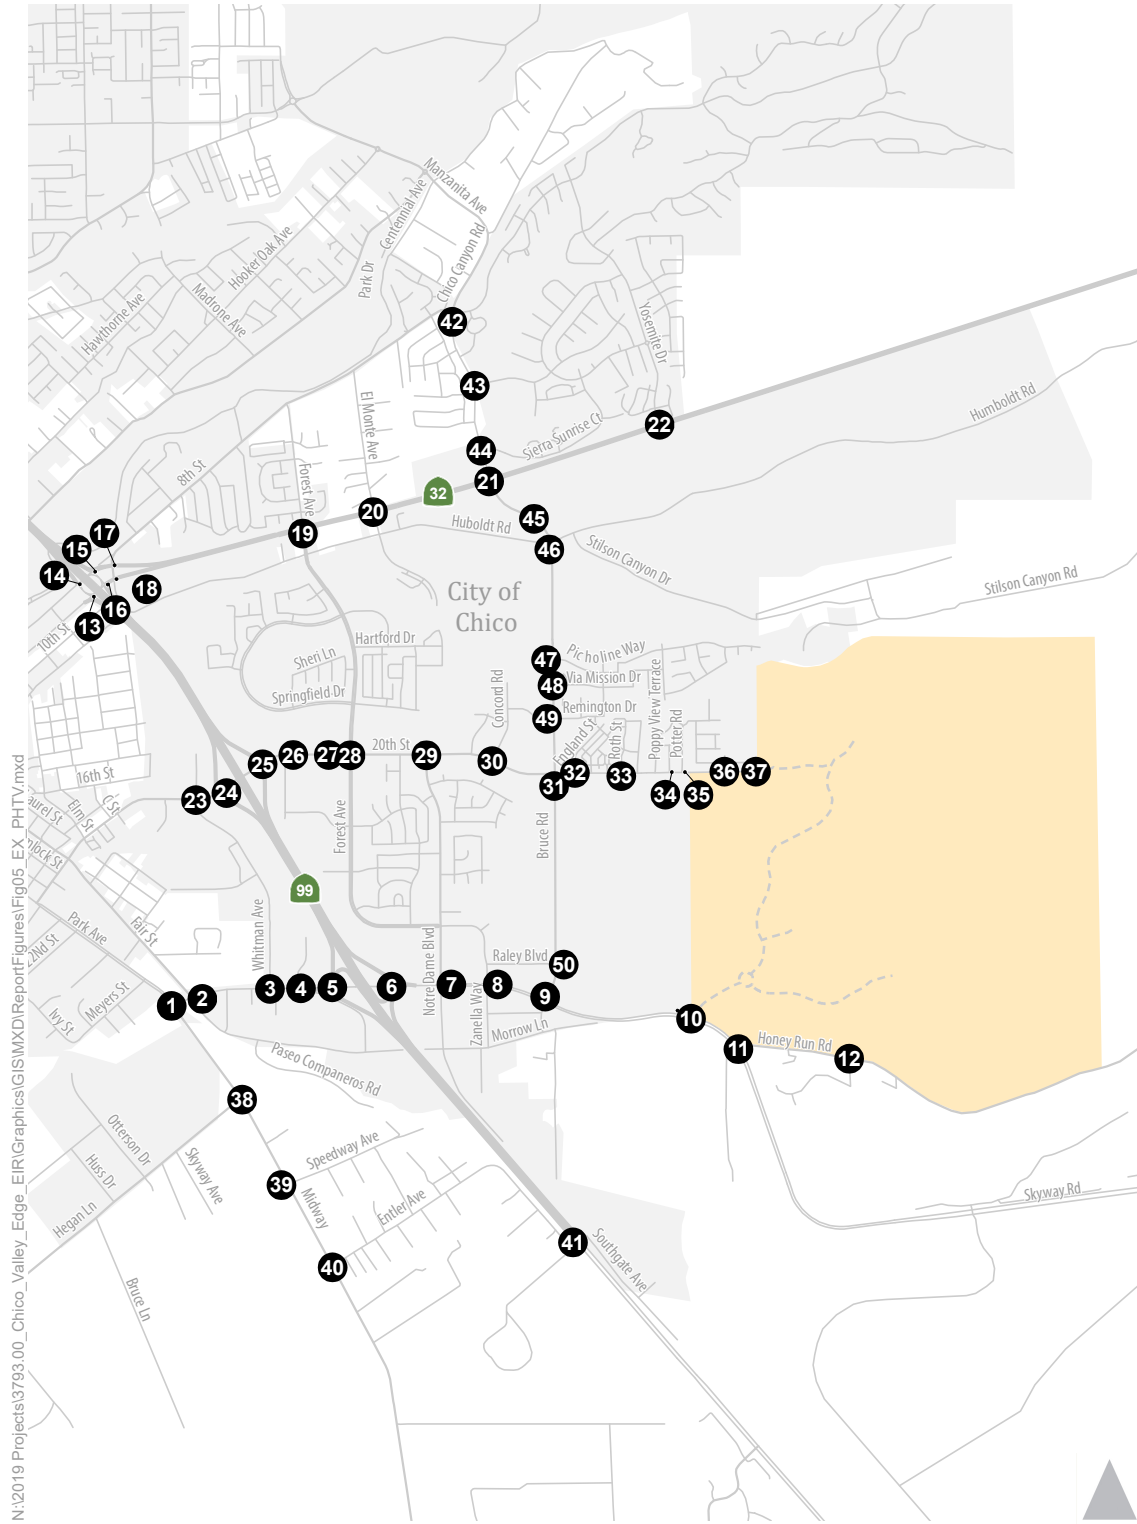 Manzanita Ave
Centennial Ave
Hooker Oak Ave
Park Dr
Chico Canyon Rd
Madrone Ave
Hawthorne Ave
42
Yosemite Dr
43
El Monte Ave
Humboldt Rd
22
Sierra Sunrise Ct
44
8th St
Forest Ave
21
32
20
45
Huboldt Rd
17
19
15
46
Stilson Canyon Dr
14
18
Stilson Canyon Rd
16
City of
Chico
13
10th St
Hartford Dr
Sheri Ln
Picholine Way
47
Via Mission Dr
48
Springfield Dr
Concord Rd
Poppy View Terrace
Remington Dr
49
Potter Rd
England St
Roth St
20th St
25
26
27
28
29
30
16th St
32
33
36
37
31
34
35
23
24
Laurel St
Elm St
C St
Forest Ave
Bruce Rd
99
Park Ave
Fair St
22Nd St
Whitman Ave
Notre Dame Blvd
Raley Blvd
50
Meyers St
Ivy St
1
2
3
4
5
6
7
8
9
Zanella Way
Morrow Ln
10
11
Honey Run Rd
12
Paseo Companeros Rd
38
Otterson Dr
Huss Dr
Skyway Ave
Speedway Ave
39
Midway
Entler Ave
Skyway Rd
Hegan Ln
41
Southgate Ave
40
Bruce Ln
N:\2019 Projects\3793.00_Chico_Valley_Edge_EIR\Graphics\GIS\MXD\ReportFigures\Fig05_EX_PHTV.mxd